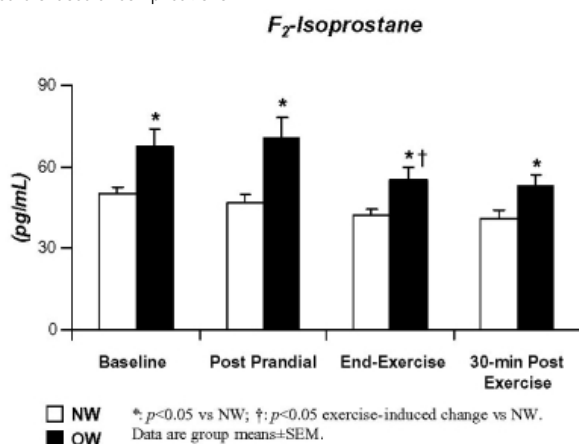 F2-Isoprostane
90
60
30
0
(pg/mL)
*
*
*†
*
Baseline
Post Prandial
End-Exercise
30-min Post
Exercise
NW
OW
*: p<0.05 vs NW; †: p<0.05 exercise-induced change vs NW.
Data are group means±SEM.